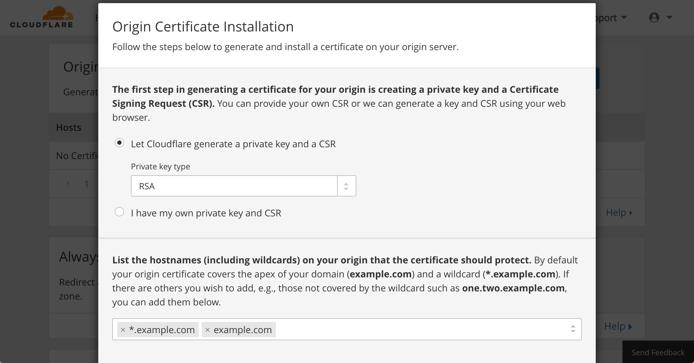 CLOUDFLARE
Origin Certificate Installation
Follow the steps below to generate and install a certificate on your origin server.
The first step in generating a certificate for your origin is creating a private key and a Certificate
Signing Request (CSR). You can provide your own CSR or we can generate a key and CSR using your web
browser.
Let Cloudflare generate a private key and a CSR
Private key type
RSA
I have my own private key and CSR
List the hostnames (including wildcards) on your origin that the certificate should protect. By default
your origin certificate covers the apex of your domain (example.com) and a wildcard (*.example.com). If
there are others you wish to add, e.g., those not covered by the wildcard such as one.two.example.com,
you can add them below.
× *.example.com × example.com
Hosts
1
Help
Redirect
zone.
Help
Send Feedback